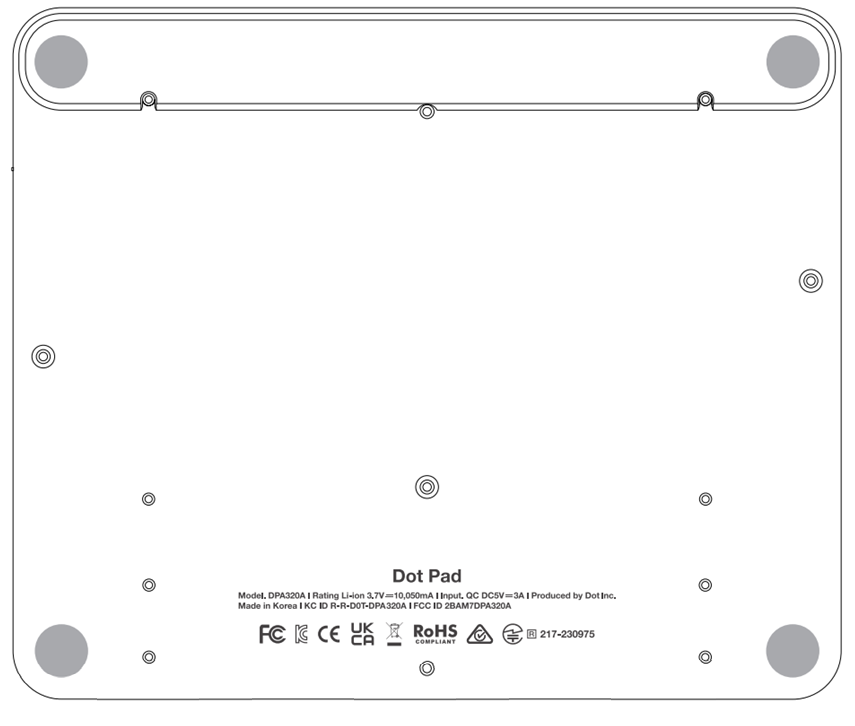 Dot Pad
Model. DPA320A I Rating Li-ion 3.7V⎓10,050mA I Input. QC DC5V⎓3A I Produced by Dot Inc.
Made in Korea I KC ID R-R-D0T-DPA320A I FCC ID 2BAM7DPA320A
FC KC CE UK CA RoHS COMPLIANT R 217-230975